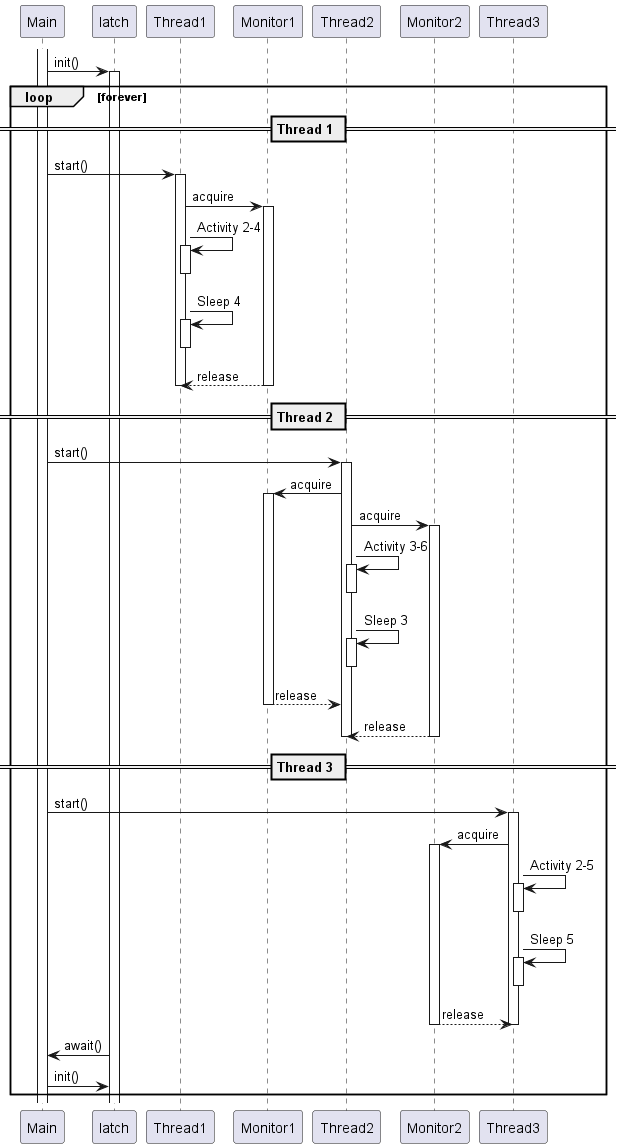 Main latch Thread1 Monitor1 Thread2 Monitor2 Thread3
init()
loop [forever]
Thread 1
start()
acquire
Activity 2-4
Sleep 4
release
Thread 2
start()
acquire
acquire
Activity 3-6
Sleep 3
release
release
Thread 3
start()
acquire
Activity 2-5
Sleep 5
release
await()
init()
Main latch Thread1 Monitor1 Thread2 Monitor2 Thread3